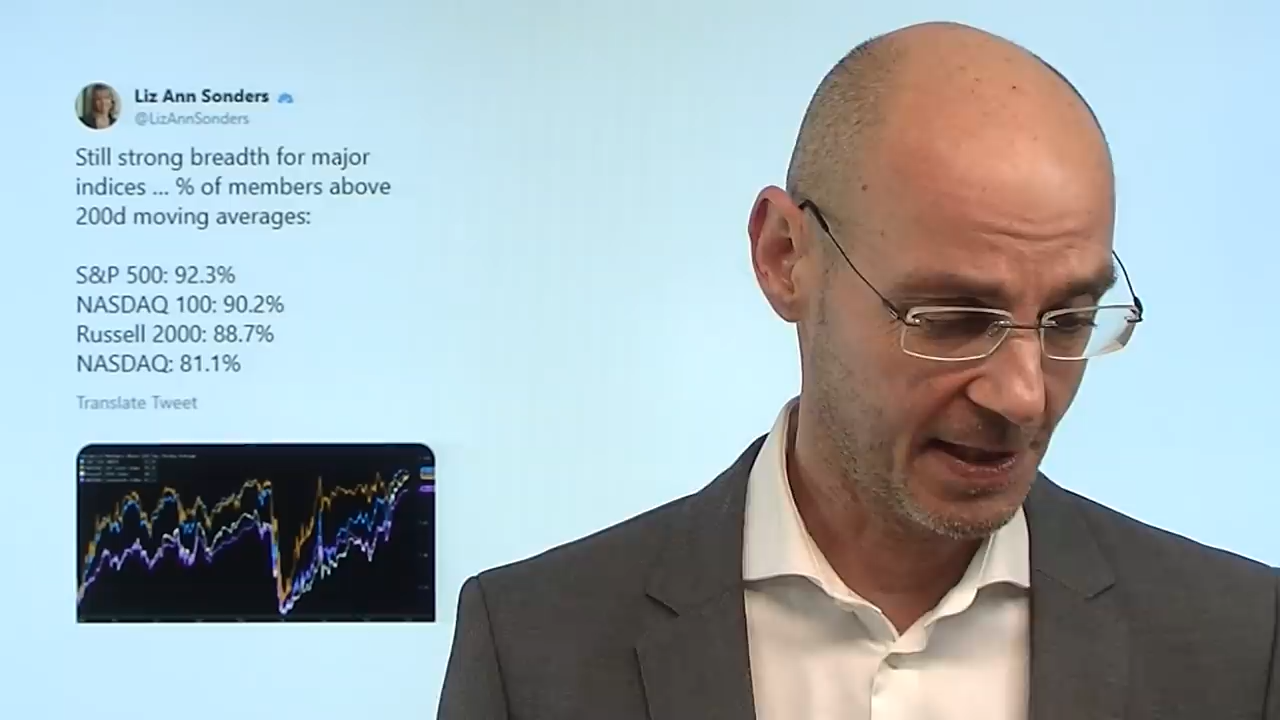 Liz Ann Sonders
@LizAnnSonders
Still strong breadth for major
indices ... % of members above
200d moving averages:
S&P 500: 92.3%
NASDAQ 100: 90.2%
Russell 2000: 88.7%
NASDAQ: 81.1%
Translate Tweet